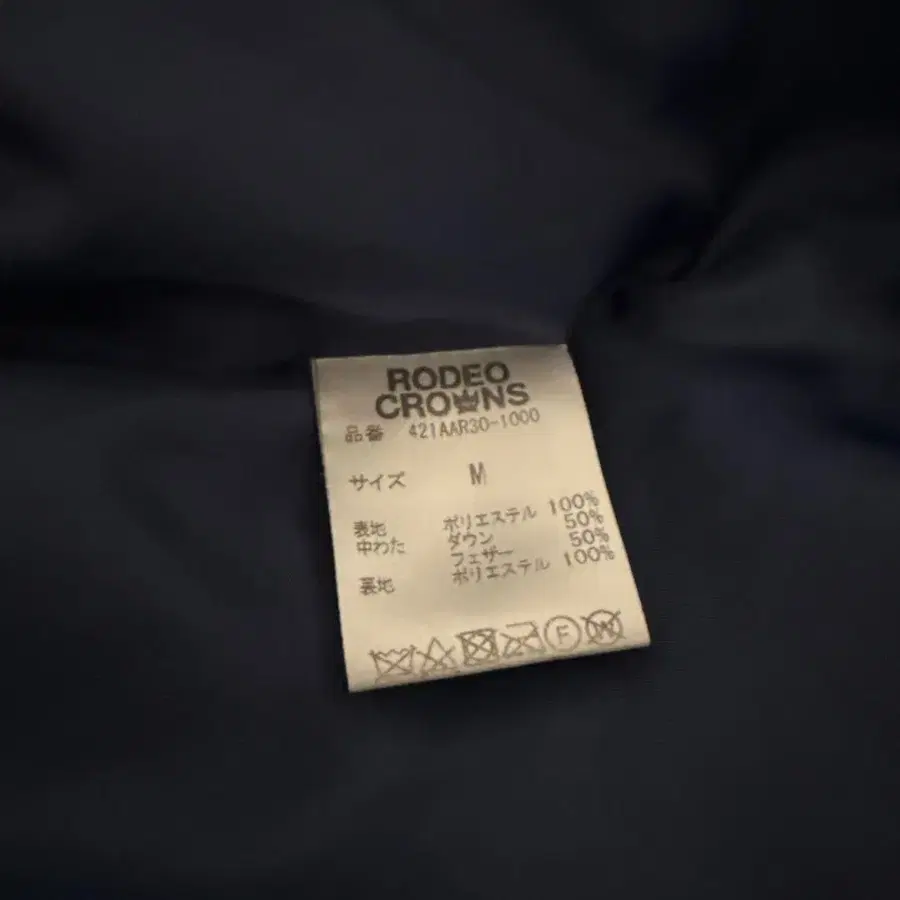 RODEO
CROWNS
品番 421AAR30-1000
サイズ M
表地 ポリエステル 100%
中わた ダウン 50%
フェザー 50%
裏地 ポリエステル 100%
F
W